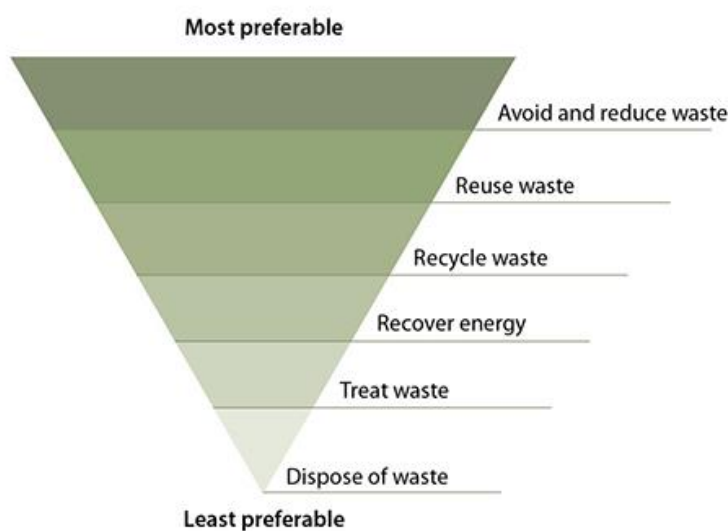 Most preferable
Avoid and reduce waste
Reuse waste
Recycle waste
Recover energy
Treat waste
Dispose of waste
Least preferable